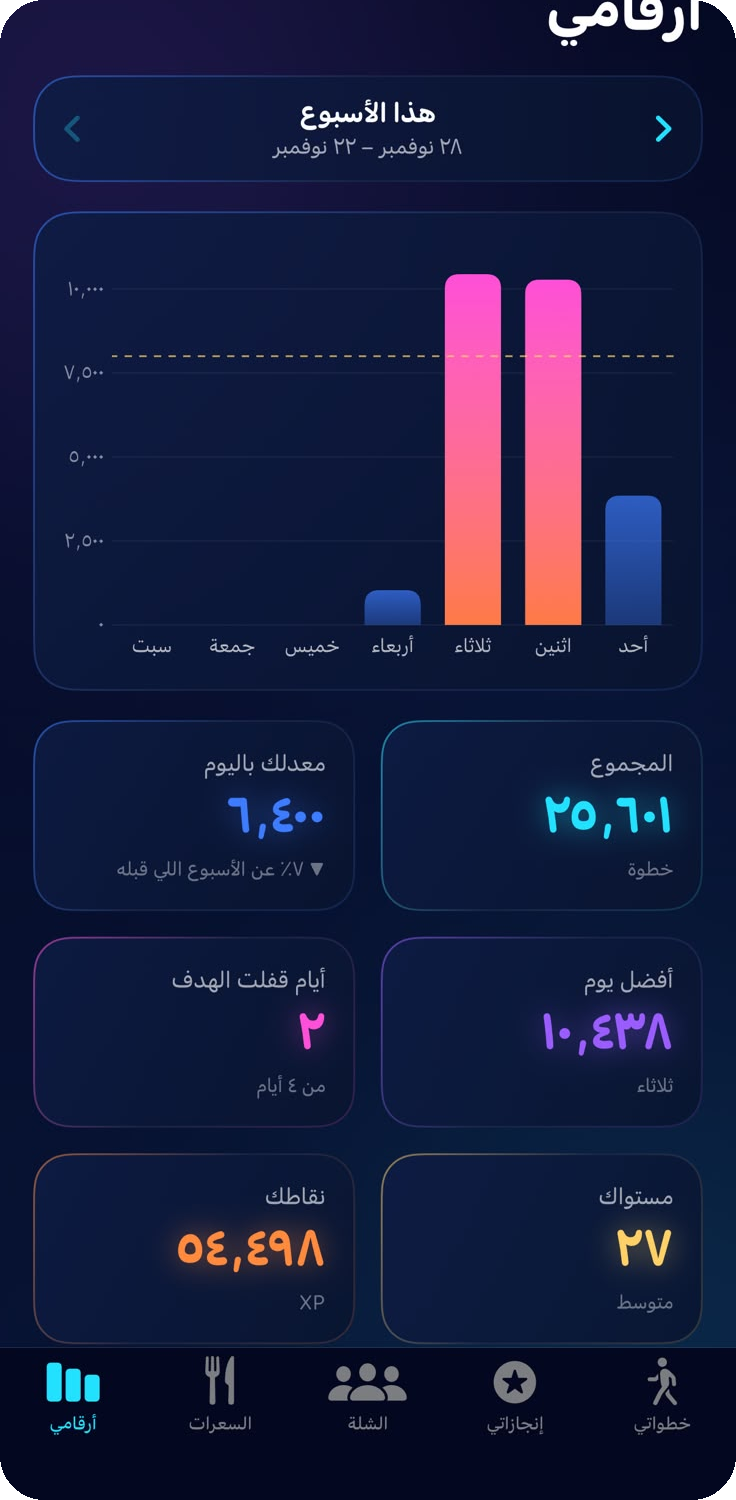 أرقامي
هذا الأسبوع
٢٨ نوفمبر – ٢٢ نوفمبر
١٠,٠٠٠
٧,٥٠٠
٥,٠٠٠
٢,٥٠٠
٠
أحد
اثنين
ثلاثاء
أربعاء
خميس
جمعة
سبت
المجموع
٢٥,٦٠١
خطوة
معدلك باليوم
٦,٤٠٠
▼ ٧٪ عن الأسبوع اللي قبله
أفضل يوم
١٠,٤٣٨
ثلاثاء
أيام قفلت الهدف
٢
من ٤ أيام
مستواك
٢٧
متوسط
نقاطك
٥٤,٤٩٨
XP
خطواتي
إنجازاتي
الشلة
السعرات
أرقامي